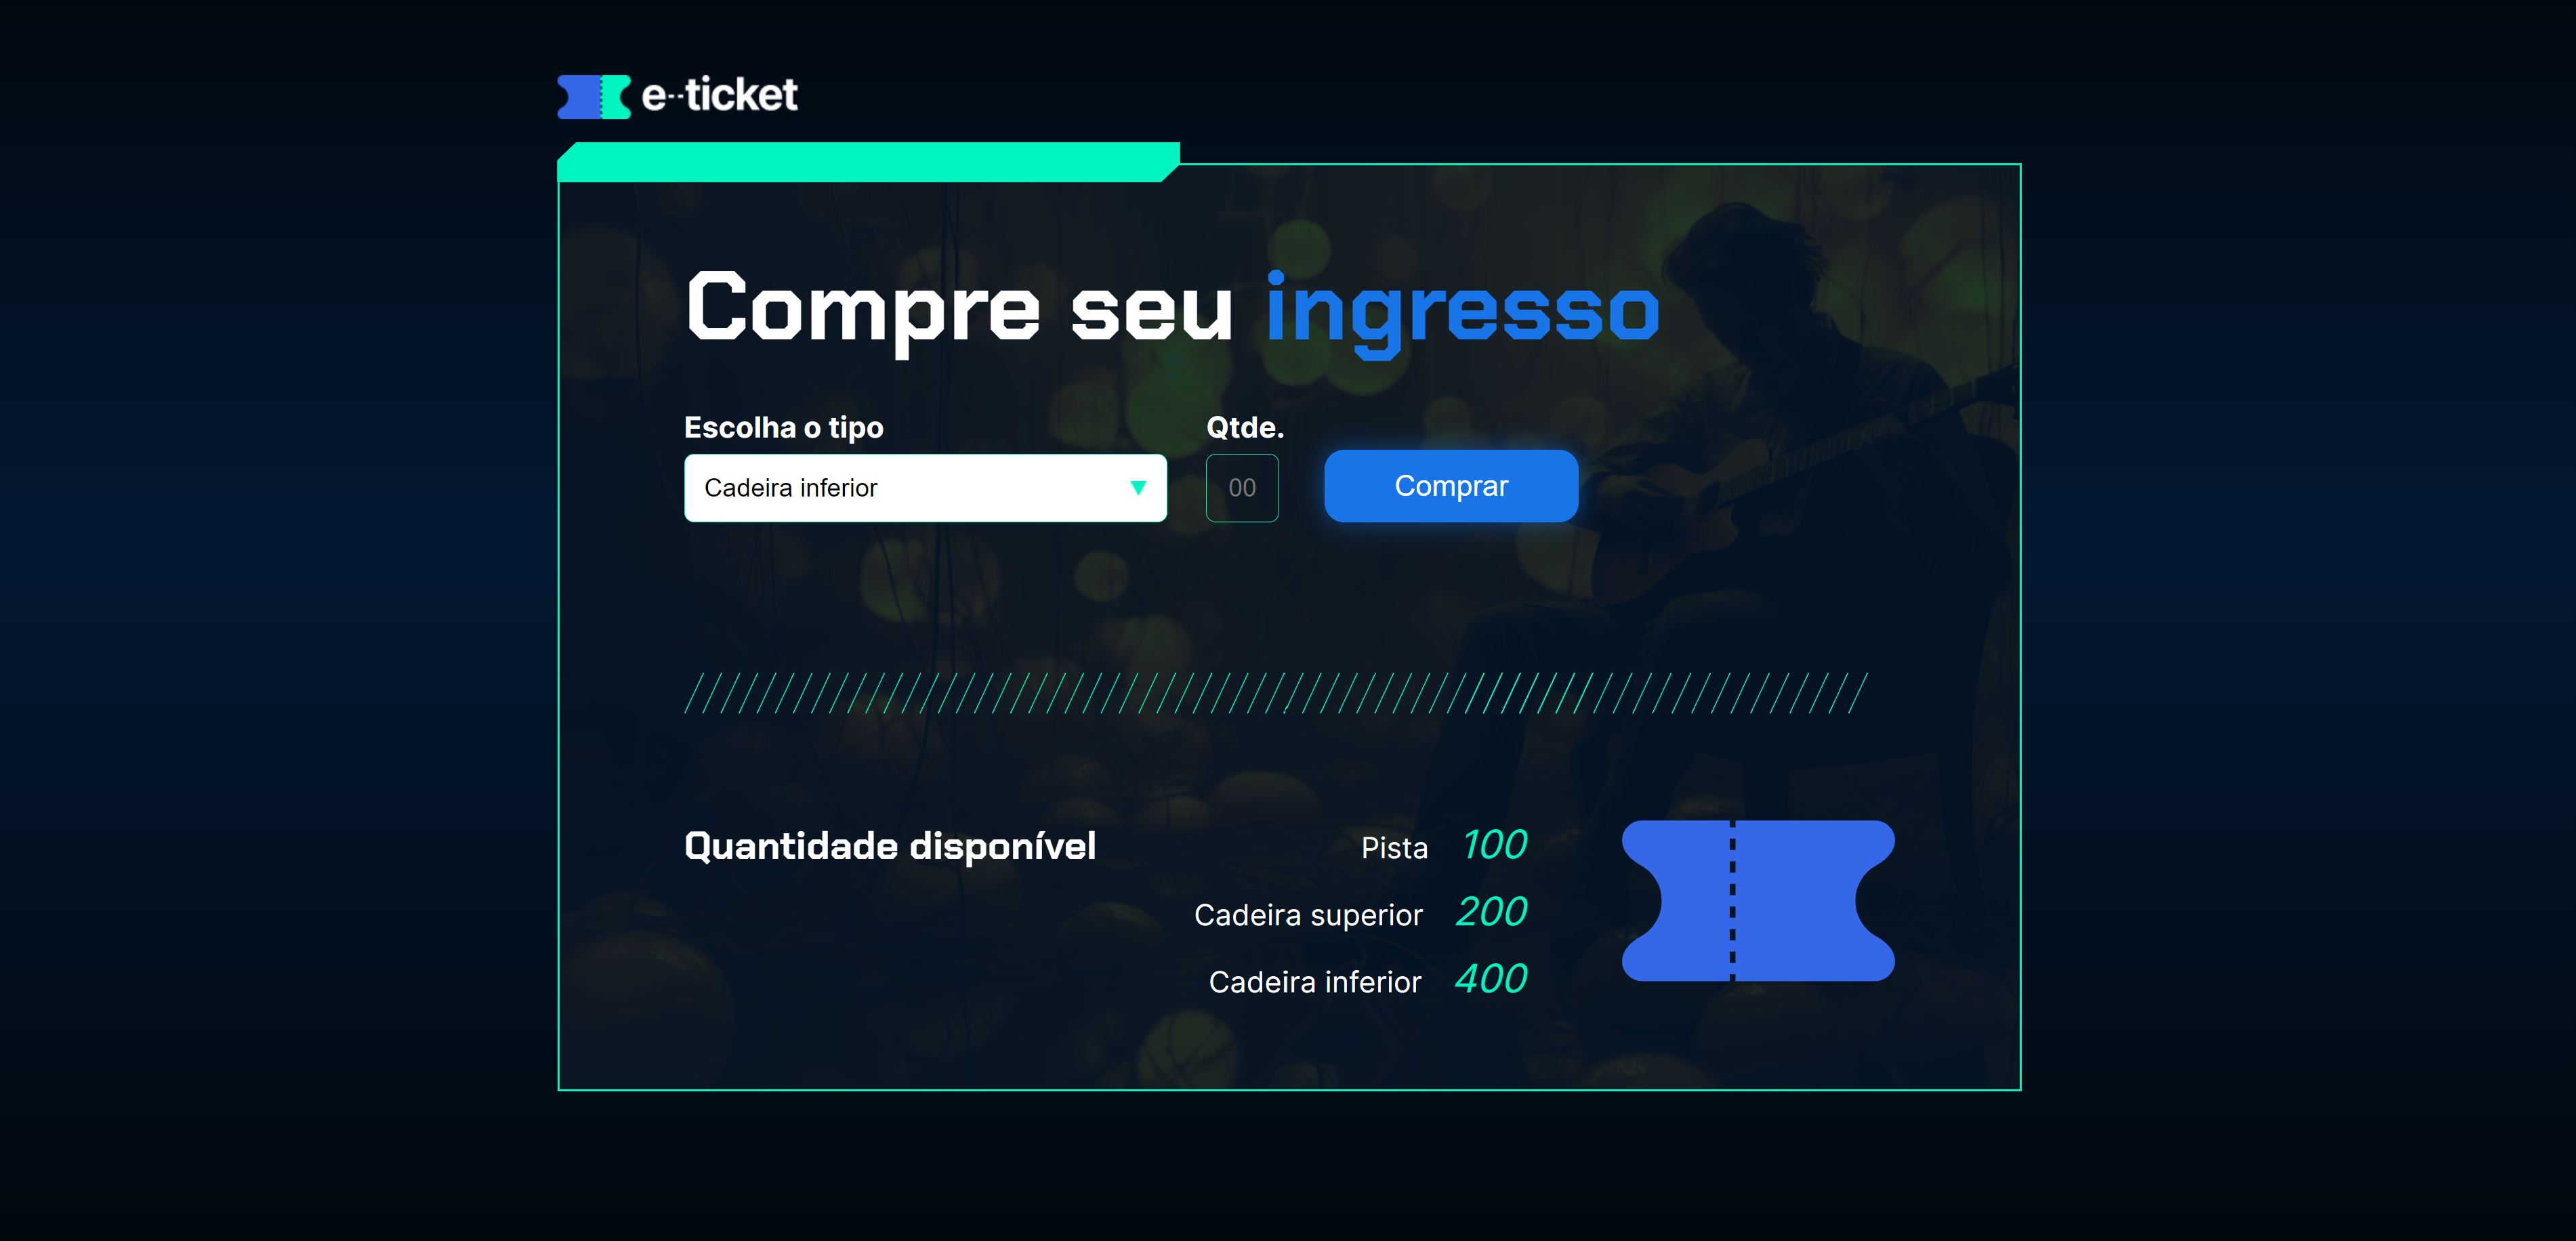 e--ticket
Compre seu ingresso
Escolha o tipo
Qtde.
Cadeira inferior
00
Comprar
Quantidade disponível
Pista 100
Cadeira superior 200
Cadeira inferior 400